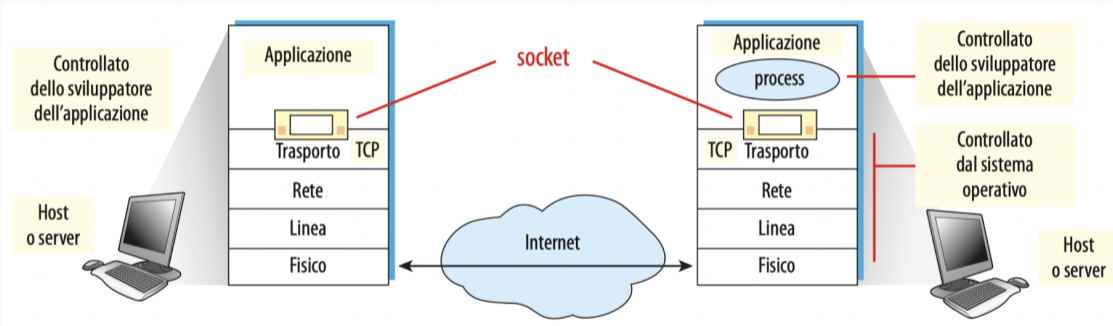 Controllato
dello sviluppatore
dell'applicazione
Host
o server
Applicazione
Trasporto TCP
Rete
Linea
Fisico
socket
Internet
Applicazione
process
TCP Trasporto
Rete
Linea
Fisico
Controllato
dello sviluppatore
dell'applicazione
Controllato
dal sistema
operativo
Host
o server